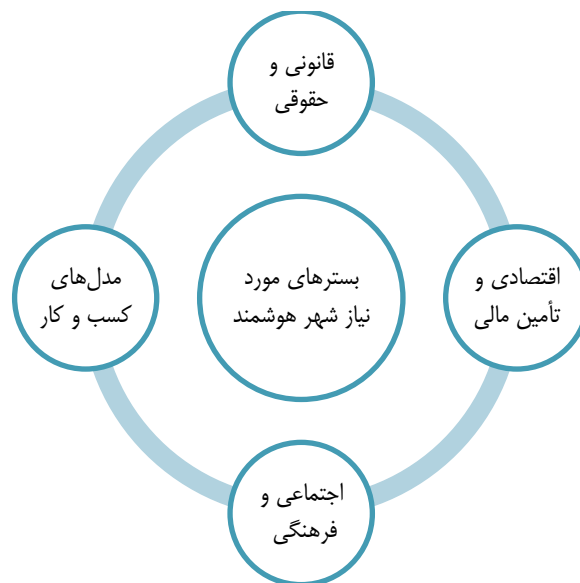 قانونی و
حقوقی
بسترهای مورد
نیاز شهر هوشمند
اقتصادی و
تأمین مالی
مدل‌های
کسب و کار
اجتماعی و
فرهنگی